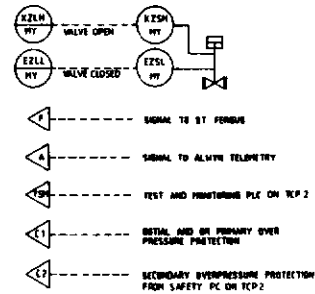 KZLH KZSH
MY VALVE OPEN MY
EZLL EZSL
MY VALVE CLOSED MY
F SIGNAL TO ST FERGUS
A SIGNAL TO ALWYN TELEMETRY
TSM TEST AND MONITORING PLC ON TCP 2
C1 INITIAL AND OR PRIMARY OVER
PRESSURE PROTECTION
C2 SECONDARY OVERPRESSURE PROTECTION
FROM SAFETY PC ON TCP2